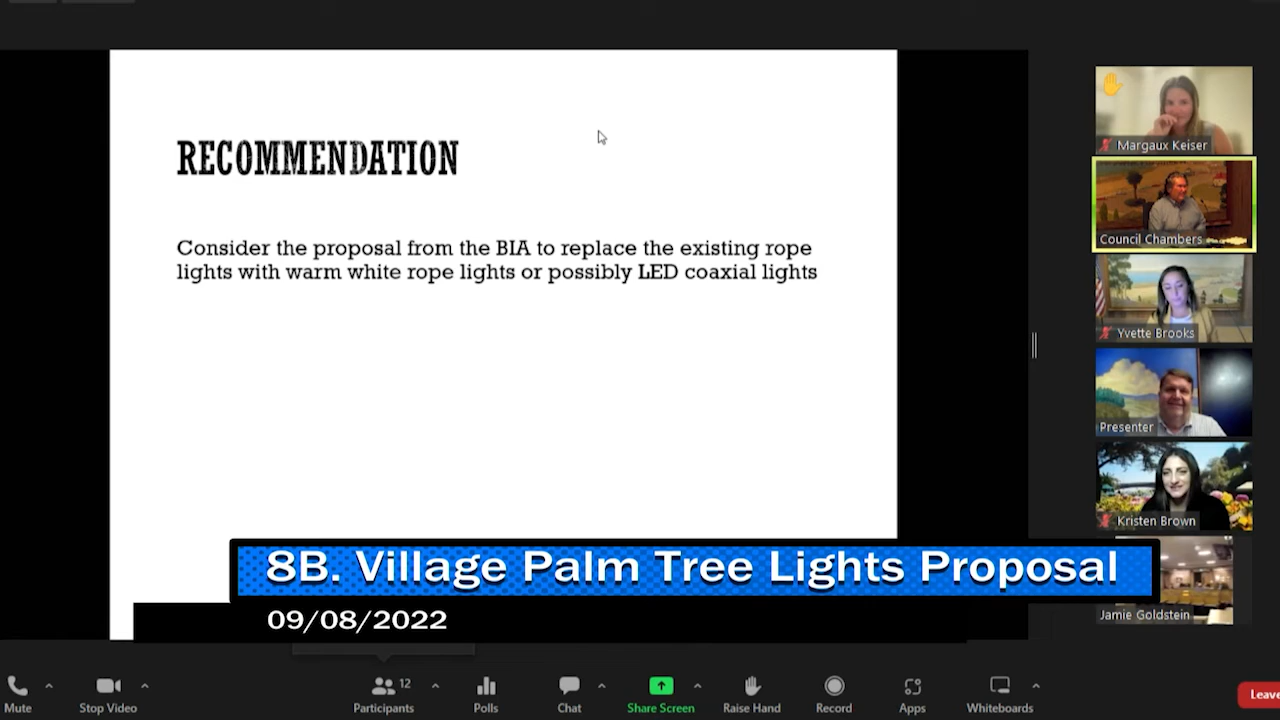 RECOMMENDATION
Consider the proposal from the BIA to replace the existing rope
lights with warm white rope lights or possibly LED coaxial lights
Margaux Keiser
Council Chambers
Yvette Brooks
Presenter
Kristen Brown
Jamie Goldstein
8B. Village Palm Tree Lights Proposal
09/08/2022
Mute
Stop Video
12
Participants
Polls
Chat
Share Screen
Raise Hand
Record
Apps
Whiteboards
Leave